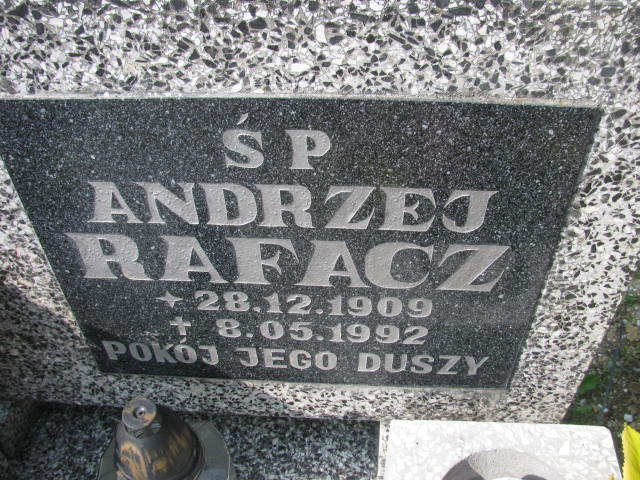 ŚP
ANDRZEJ
RAFACZ
✦ 28.12.1909
✝ 8.05.1992
POKÓJ JEGO DUSZY